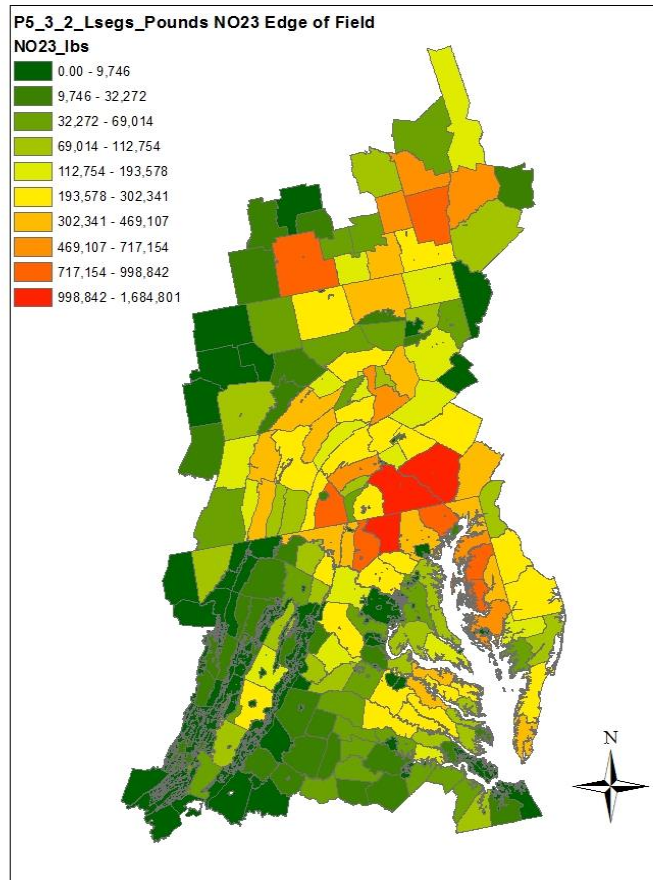 P5_3_2_Lsegs_Pounds NO23 Edge of Field
NO23_lbs
0.00 - 9,746
9,746 - 32,272
32,272 - 69,014
69,014 - 112,754
112,754 - 193,578
193,578 - 302,341
302,341 - 469,107
469,107 - 717,154
717,154 - 998,842
998,842 - 1,684,801
N